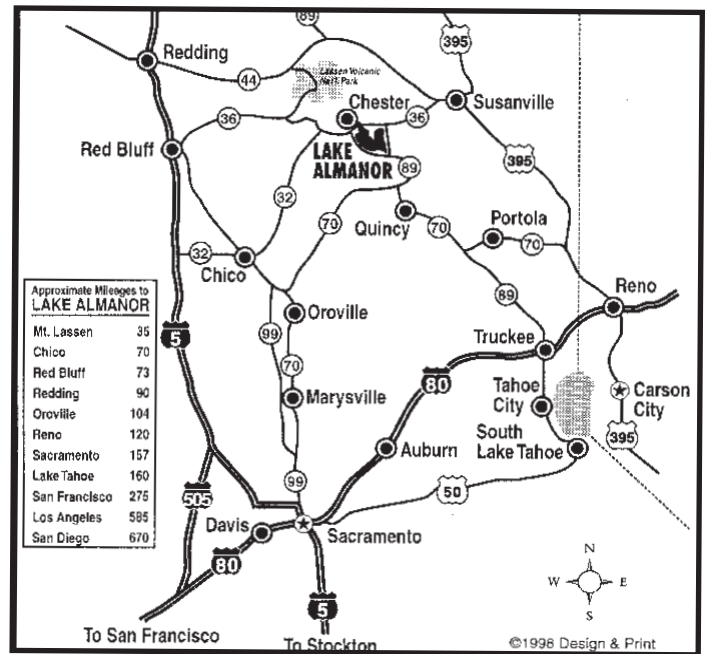 89
395
Redding
44
Lassen Volcanic
Nat'l. Park
Chester
36
Susanville
36
Red Bluff
LAKE
ALMANOR
89
395
32
70
Quincy
70
Portola
70
32
Chico
89
Reno
Approximate Mileages to
LAKE ALMANOR
Mt. Lassen 35
Chico 70
Red Bluff 73
Redding 90
Oroville 104
Reno 120
Sacramento 157
Lake Tahoe 160
San Francisco 275
Los Angeles 585
San Diego 670
5
99
Oroville
70
Truckee
80
Marysville
Tahoe
City
Carson
City
395
Auburn
South
Lake Tahoe
99
50
505
Davis
Sacramento
80
5
N
W E
S
To San Francisco
To Stockton
©1998 Design & Print